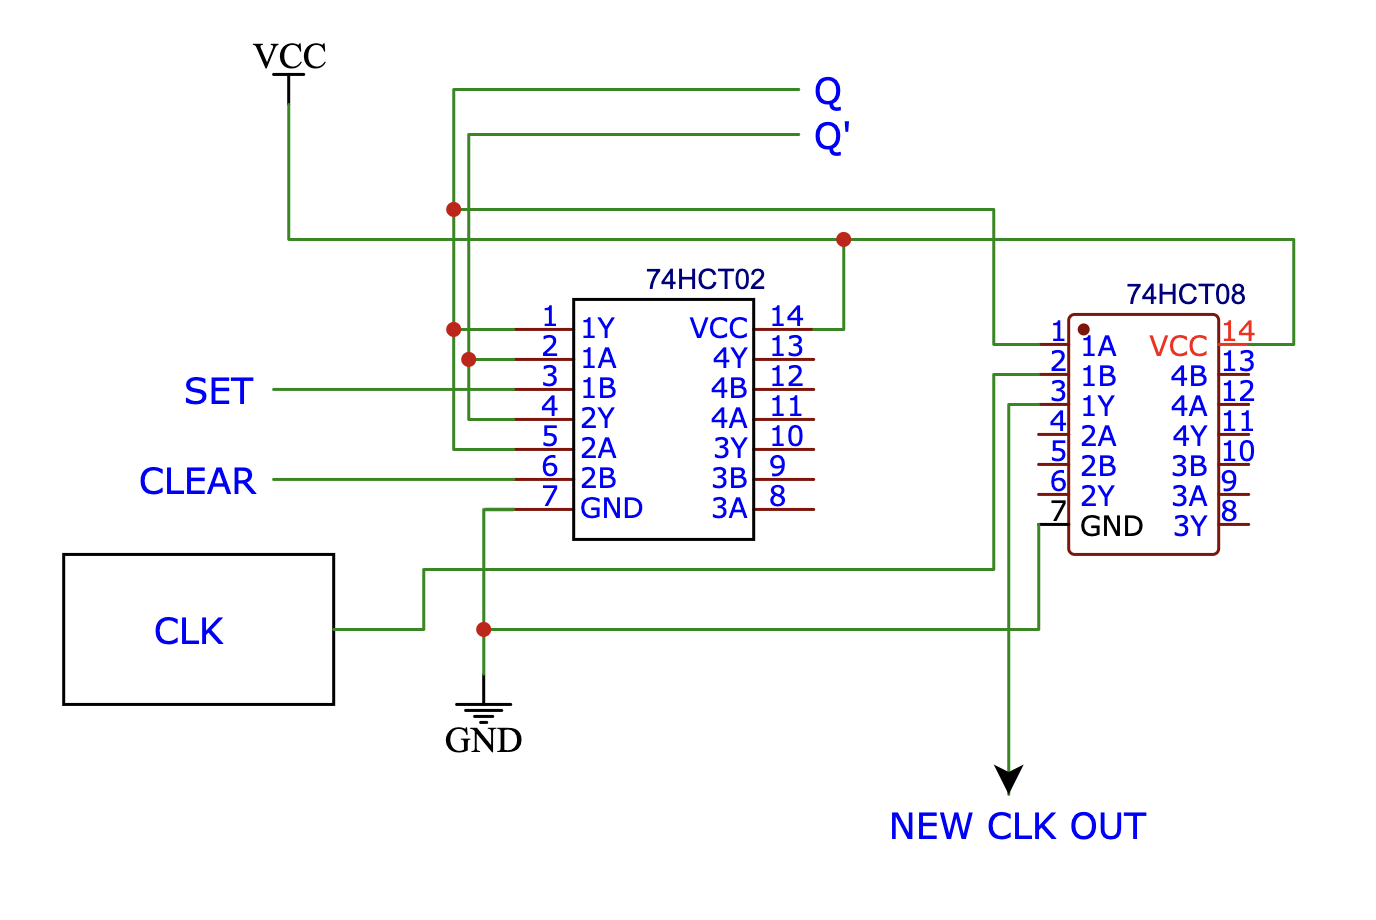 VCC
Q
Q'
74HCT02
1 1Y VCC 14
2 1A 4Y 13
3 1B 4B 12
4 2Y 4A 11
5 2A 3Y 10
6 2B 3B 9
7 GND 3A 8
SET
CLEAR
74HCT08
1 1A VCC 14
2 1B 4B 13
3 1Y 4A 12
4 2A 4Y 11
5 2B 3B 10
6 2Y 3A 9
7 GND 3Y 8
CLK
GND
NEW CLK OUT